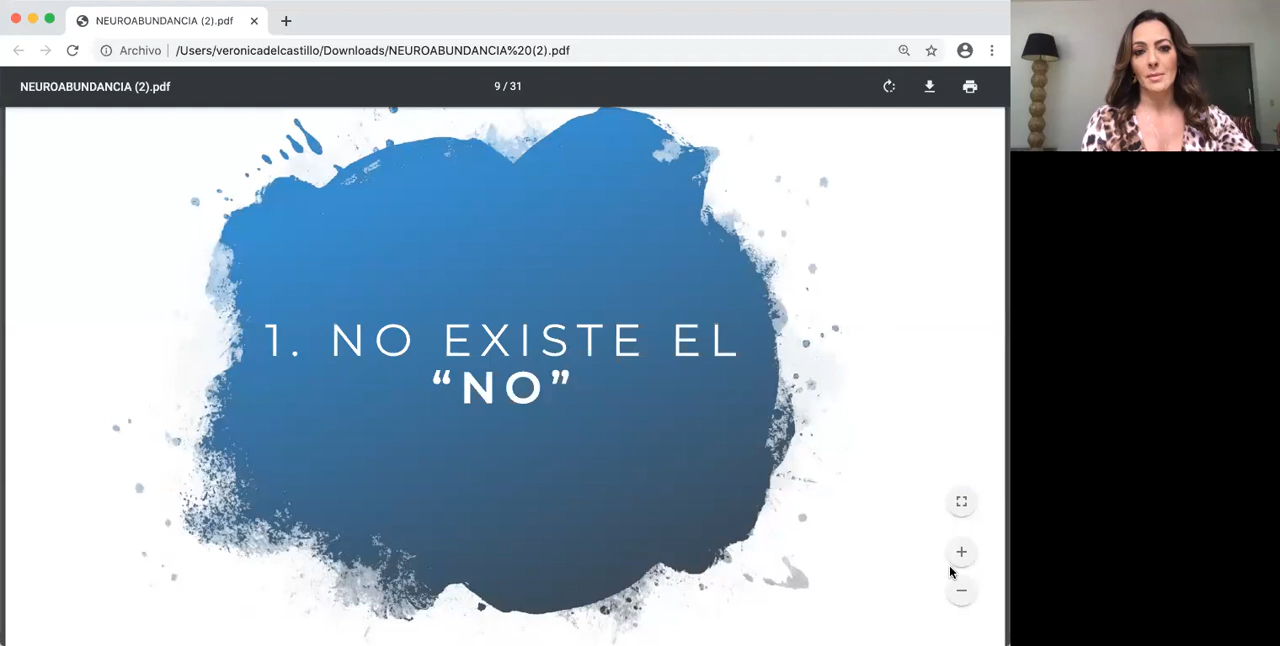 NEUROABUNDANCIA (2).pdf
Archivo /Users/veronicadelcastillo/Downloads/NEUROABUNDANCIA%20(2).pdf
NEUROABUNDANCIA (2).pdf 9 / 31
1. NO EXISTE EL
“NO”